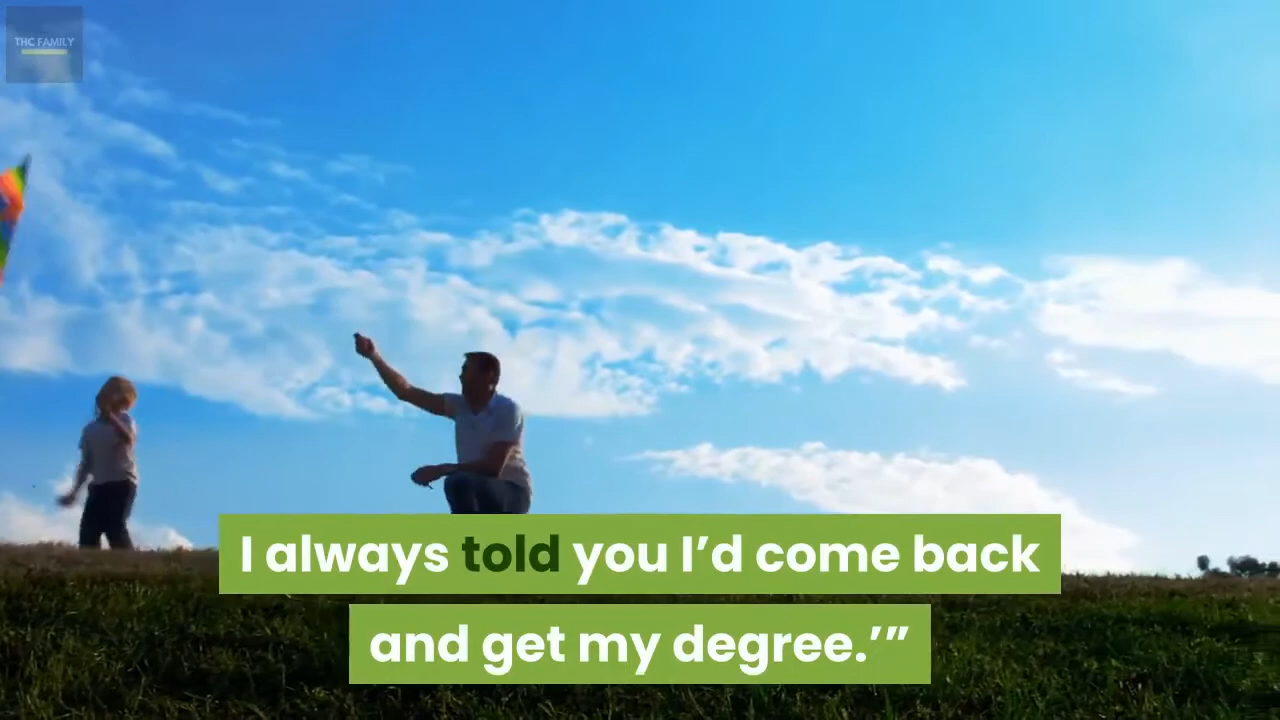 THC FAMILY
I always told you I’d come back
and get my degree.’”